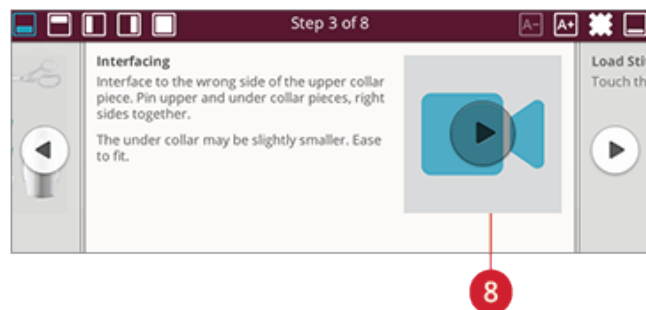 Step 3 of 8
A-
A+
Interfacing
Interface to the wrong side of the upper collar
piece. Pin upper and under collar pieces, right
sides together.
The under collar may be slightly smaller. Ease
to fit.
Load Sti
Touch th
8